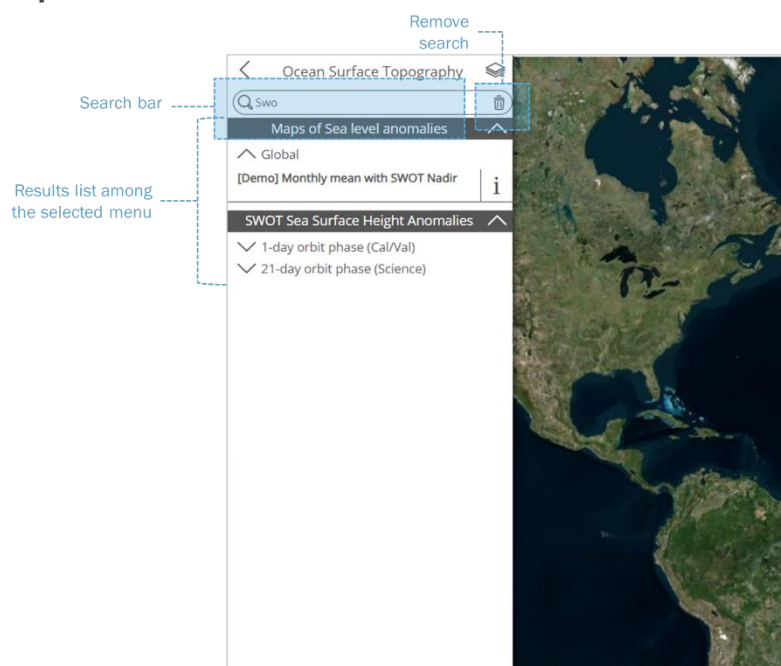 Remove
search
Ocean Surface Topography
Search bar
Swo
Maps of Sea level anomalies
Global
[Demo] Monthly mean with SWOT Nadir
i
Results list among
the selected menu
SWOT Sea Surface Height Anomalies
1-day orbit phase (Cal/Val)
21-day orbit phase (Science)